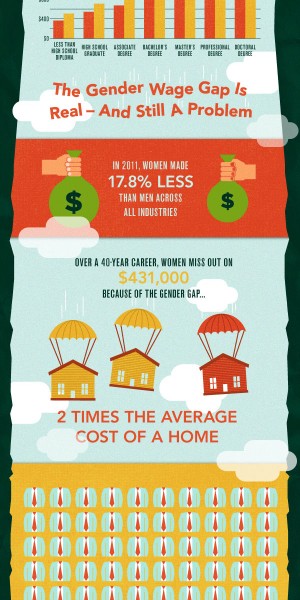 $400
$0
LESS THAN HIGH SCHOOL DIPLOMA
HIGH SCHOOL GRADUATE
ASSOCIATE DEGREE
BACHELOR'S DEGREE
MASTER'S DEGREE
PROFESSIONAL DEGREE
DOCTORAL DEGREE
The Gender Wage Gap Is
Real – And Still A Problem
$
IN 2011, WOMEN MADE
17.8% LESS
THAN MEN ACROSS
ALL INDUSTRIES
$
OVER A 40-YEAR CAREER, WOMEN MISS OUT ON
$431,000
BECAUSE OF THE GENDER GAP...
2 TIMES THE AVERAGE
COST OF A HOME